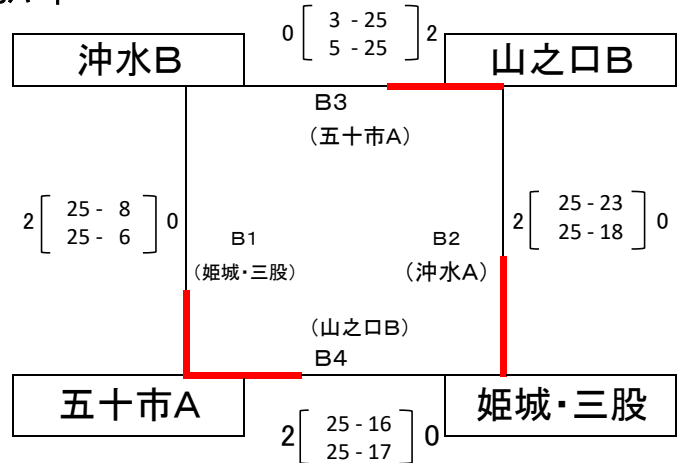 0 [ 3 - 25 ] 2
5 - 25
沖水B
山之口B
B3
（五十市A）
2 [ 25 - 8 ] 0
25 - 6
B1
（姫城・三股）
B2
（沖水A）
2 [ 25 - 23 ] 0
25 - 18
（山之口B）
B4
五十市A
姫城・三股
2 [ 25 - 16 ] 0
25 - 17